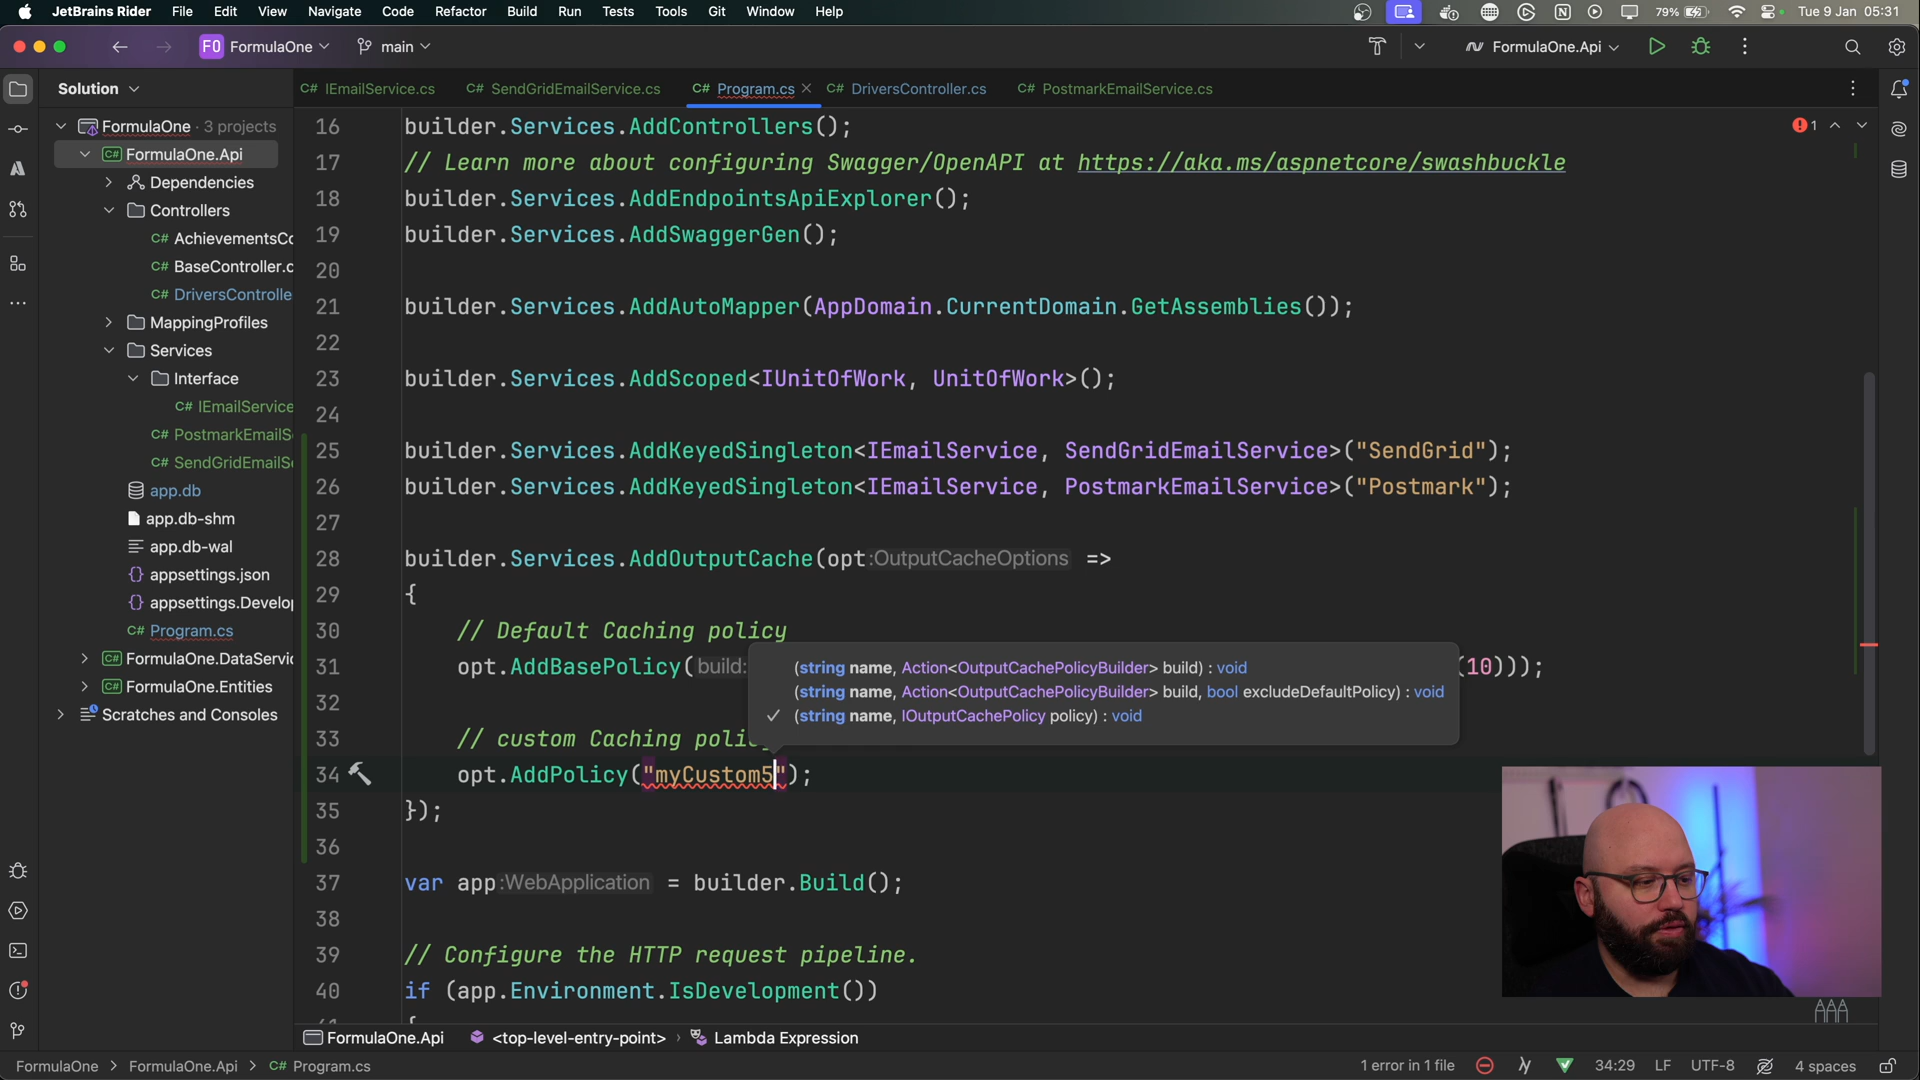 JetBrains Rider File Edit View Navigate Code Refactor Build Run Tests Tools Git Window Help 79% Tue 9 Jan 05:31
FO FormulaOne main FormulaOne.Api
Solution
C# IEmailService.cs C# SendGridEmailService.cs C# Program.cs C# DriversController.cs C# PostmarkEmailService.cs
FormulaOne · 3 projects
C# FormulaOne.Api
Dependencies
Controllers
C# AchievementsCo
C# BaseController.c
C# DriversControlle
MappingProfiles
Services
Interface
C# IEmailService
C# PostmarkEmailS
C# SendGridEmailSe
app.db
app.db-shm
app.db-wal
{} appsettings.json
{} appsettings.Develop
C# Program.cs
C# FormulaOne.DataServic
C# FormulaOne.Entities
Scratches and Consoles
1
16 builder.Services.AddControllers();
17 // Learn more about configuring Swagger/OpenAPI at https://aka.ms/aspnetcore/swashbuckle
18 builder.Services.AddEndpointsApiExplorer();
19 builder.Services.AddSwaggerGen();
20
21 builder.Services.AddAutoMapper(AppDomain.CurrentDomain.GetAssemblies());
22
23 builder.Services.AddScoped<IUnitOfWork, UnitOfWork>();
24
25 builder.Services.AddKeyedSingleton<IEmailService, SendGridEmailService>("SendGrid");
26 builder.Services.AddKeyedSingleton<IEmailService, PostmarkEmailService>("Postmark");
27
28 builder.Services.AddOutputCache(opt:OutputCacheOptions =>
29 {
30 // Default Caching policy
31 opt.AddBasePolicy(build: (10)));
(string name, Action<OutputCachePolicyBuilder> build) : void
(string name, Action<OutputCachePolicyBuilder> build, bool excludeDefaultPolicy) : void
(string name, IOutputCachePolicy policy) : void
32
33 // custom Caching polic
34 opt.AddPolicy("myCustom5");
35 });
36
37 var app:WebApplication = builder.Build();
38
39 // Configure the HTTP request pipeline.
40 if (app.Environment.IsDevelopment())
FormulaOne.Api <top-level-entry-point> › Lambda Expression
FormulaOne > FormulaOne.Api > C# Program.cs 1 error in 1 file 34:29 LF UTF-8 4 spaces